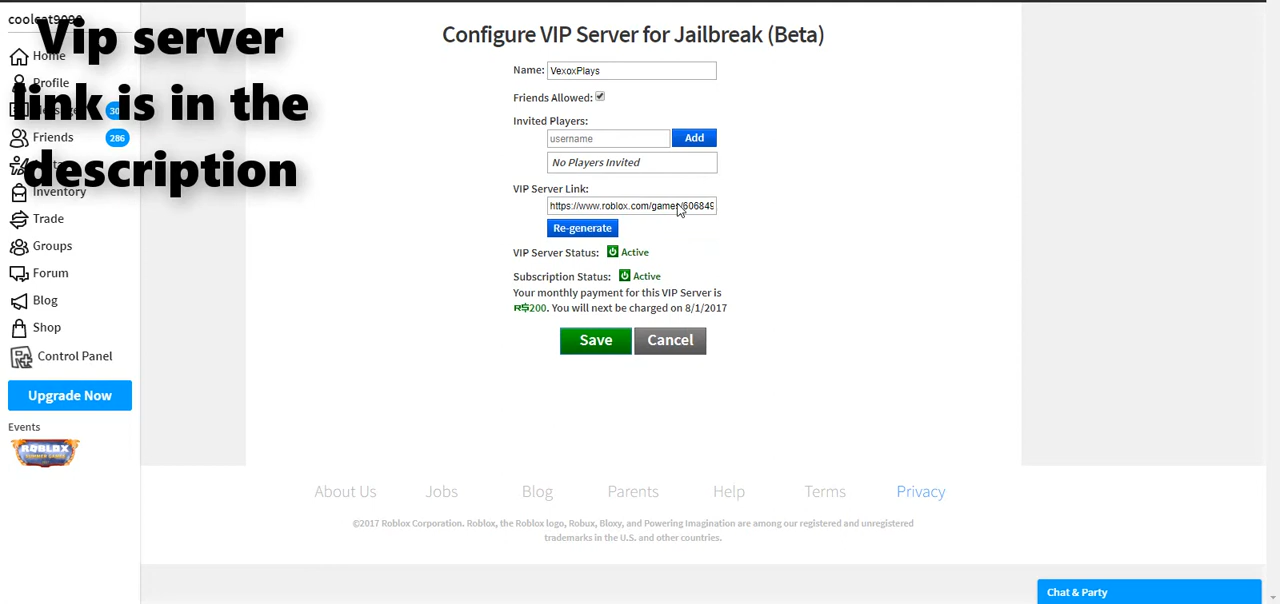 coolcat9090
Vip server
link is in the
description
Home
Profile
30
Friends 286
Inventory
Trade
Groups
Forum
Blog
Shop
Control Panel
Upgrade Now
Events
ROBLOX
Configure VIP Server for Jailbreak (Beta)
Name: VexoxPlays
Friends Allowed:
Invited Players:
username Add
No Players Invited
VIP Server Link:
https://www.roblox.com/games/606849
Re-generate
VIP Server Status: Active
Subscription Status: Active
Your monthly payment for this VIP Server is
R$200. You will next be charged on 8/1/2017
Save Cancel
About Us Jobs Blog Parents Help Terms Privacy
©2017 Roblox Corporation. Roblox, the Roblox logo, Robux, Bloxy, and Powering Imagination are among our registered and unregistered
trademarks in the U.S. and other countries.
Chat & Party